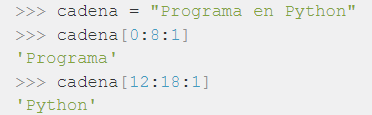 >>> cadena = "Programa en Python"
>>> cadena[0:8:1]
'Programa'
>>> cadena[12:18:1]
'Python'